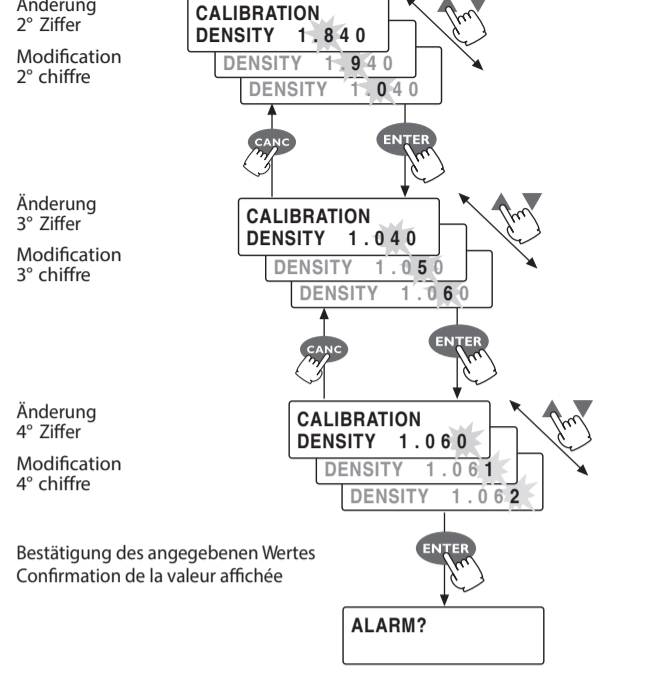 Änderung
2° Ziffer
Modification
2° chiffre
CALIBRATION
DENSITY 1.840
DENSITY 1.940
DENSITY 1.040
CANC
ENTER
Änderung
3° Ziffer
Modification
3° chiffre
CALIBRATION
DENSITY 1.040
DENSITY 1.050
DENSITY 1.060
CANC
ENTER
Änderung
4° Ziffer
Modification
4° chiffre
CALIBRATION
DENSITY 1.060
DENSITY 1.061
DENSITY 1.062
Bestätigung des angegebenen Wertes
Confirmation de la valeur affichée
ENTER
ALARM?